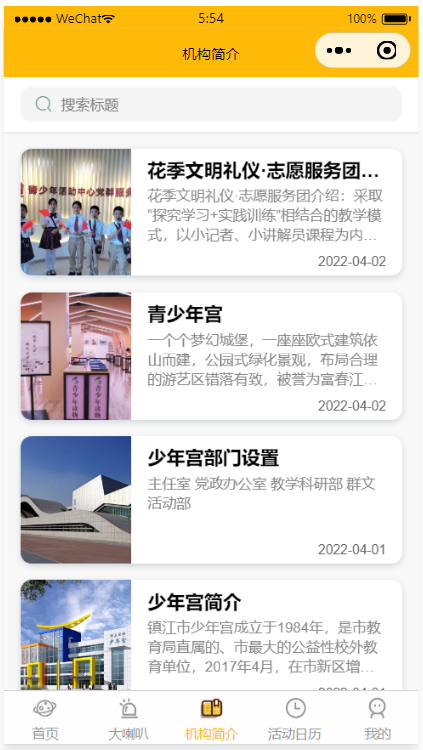 WeChat 5:54 100%
机构简介
搜索标题
青少年活动中心党群服务
花季文明礼仪·志愿服务团...
花季文明礼仪·志愿服务团介绍：采取
“探究学习+实践训练”相结合的教学模
式，以小记者、小讲解员课程为内...
2022-04-02
青少年读物
青少年宫
一个个梦幻城堡，一座座欧式建筑依
山而建，公园式绿化景观，布局合理
的游艺区错落有致，被誉为富春江...
2022-04-02
少年宫部门设置
主任室 党政办公室 教学科研部 群文
活动部
2022-04-01
少年宫简介
镇江市少年宫成立于1984年，是市教
育局直属的、市最大的公益性校外教
育单位，2017年4月，在市新区增...
首页 大喇叭 机构简介 活动日历 我的